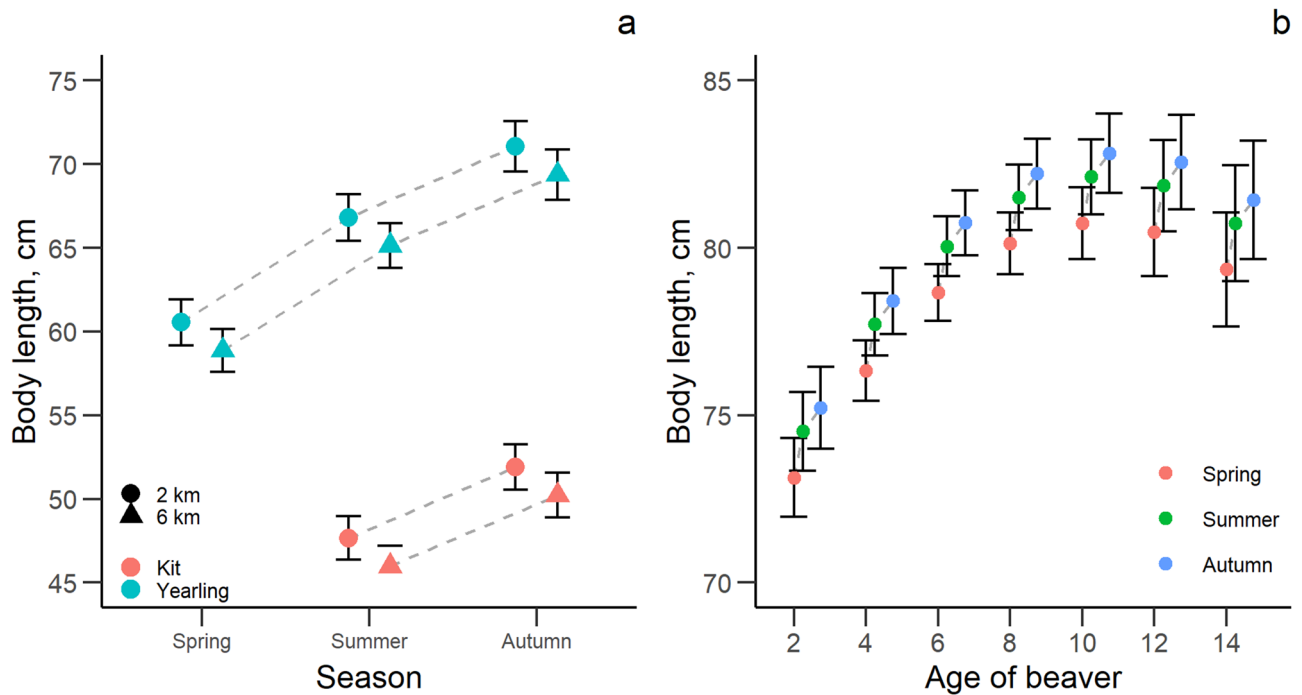 a
75
70
65
60
55
50
45
Body length, cm
2 km
6 km
Kit
Yearling
Spring
Summer
Autumn
Season
b
85
80
75
70
Body length, cm
Spring
Summer
Autumn
2
4
6
8
10
12
14
Age of beaver